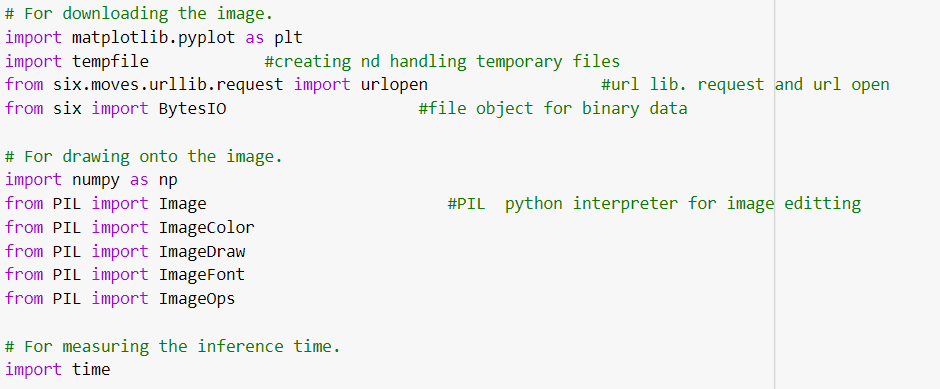 # For downloading the image.
import matplotlib.pyplot as plt
import tempfile #creating nd handling temporary files
from six.moves.urllib.request import urlopen #url lib. request and url open
from six import BytesIO #file object for binary data
# For drawing onto the image.
import numpy as np
from PIL import Image #PIL python interpreter for image editting
from PIL import ImageColor
from PIL import ImageDraw
from PIL import ImageFont
from PIL import ImageOps
# For measuring the inference time.
import time